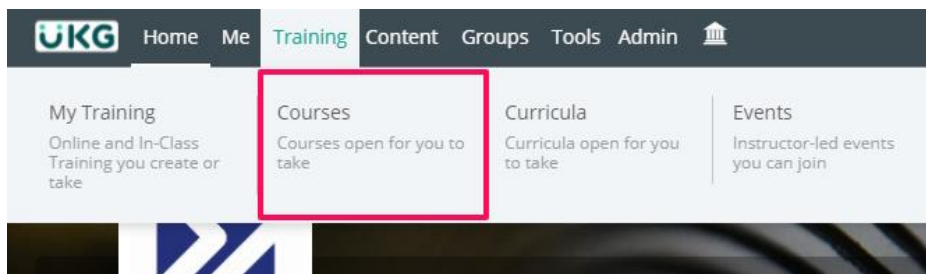 UKG Home Me Training Content Groups Tools Admin
My Training
Online and In-Class
Training you create or
take
Courses
Courses open for you to
take
Curricula
Curricula open for you
to take
Events
Instructor-led events
you can join